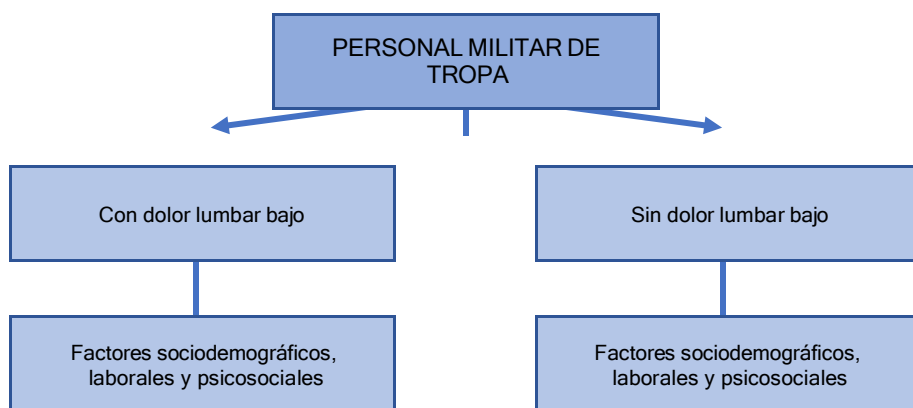 PERSONAL MILITAR DE
TROPA
Con dolor lumbar bajo
Sin dolor lumbar bajo
Factores sociodemográficos,
laborales y psicosociales
Factores sociodemográficos,
laborales y psicosociales